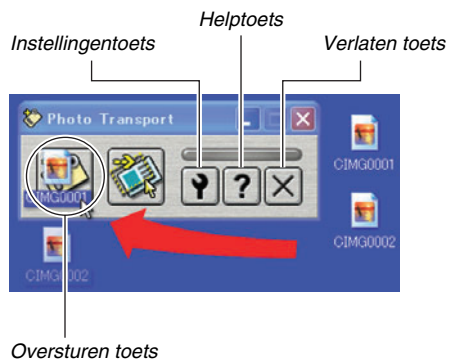 Helptoets
Instellingentoets
Verlaten toets
Photo Transport
CIMG0001
CIMG0001
CIMG0002
CIMG0002
Oversturen toets